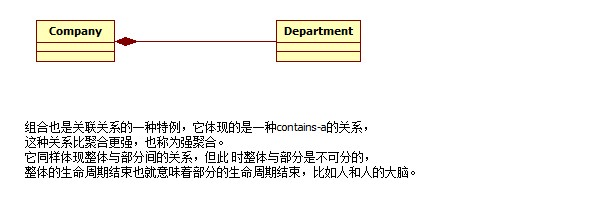 Company Department
组合也是关联关系的一种特例，它体现的是一种contains-a的关系，
这种关系比聚合更强，也称为强聚合。
它同样体现整体与部分间的关系，但此 时整体与部分是不可分的，
整体的生命周期结束也就意味着部分的生命周期结束，比如人和人的大脑。